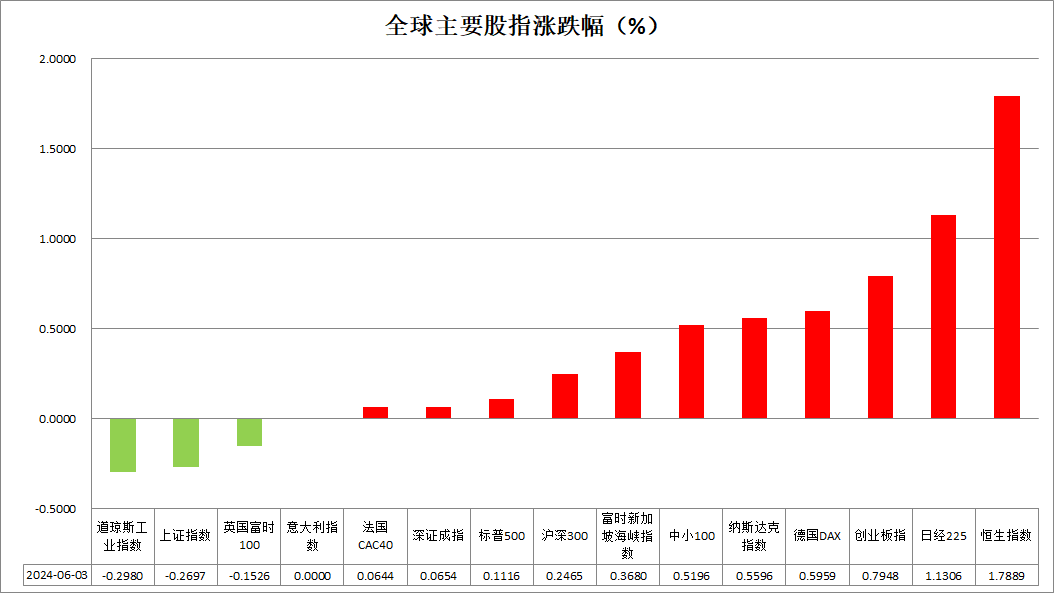 全球主要股指涨跌幅（%）
2.0000
1.5000
1.0000
0.5000
0.0000
-0.5000
道琼斯工
业指数
上证指数
英国富时
100
意大利指
数
法国
CAC40
深证成指
标普500
沪深300
富时新加
坡海峡指
数
中小100
纳斯达克
指数
德国DAX
创业板指
日经225
恒生指数
2024-06-03 -0.2980 -0.2697 -0.1526 0.0000 0.0644 0.0654 0.1116 0.2465 0.3680 0.5196 0.5596 0.5959 0.7948 1.1306 1.7889